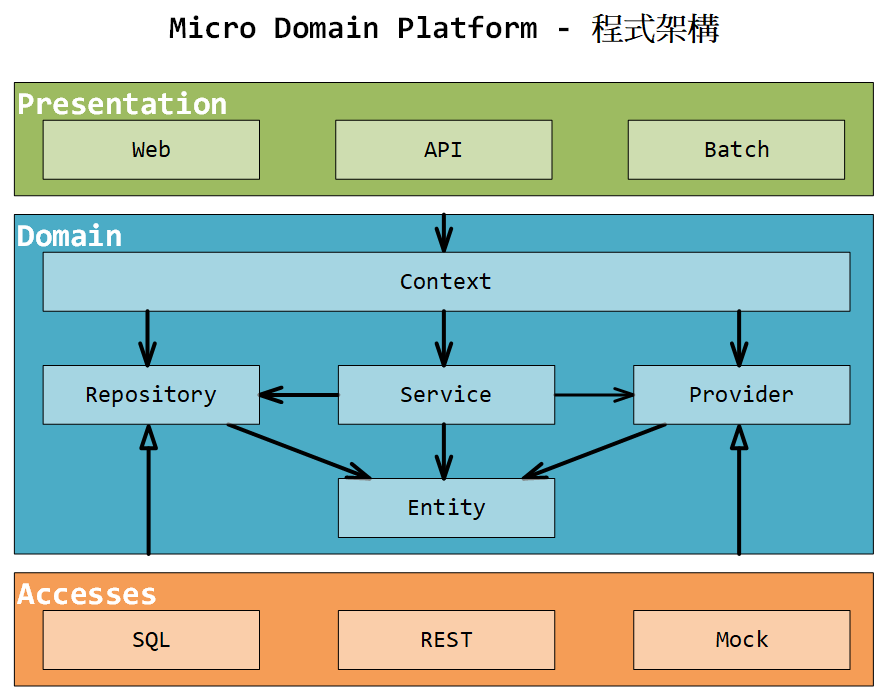 Micro Domain Platform - 程式架構
Presentation
Web
API
Batch
Domain
Context
Repository
Service
Provider
Entity
Accesses
SQL
REST
Mock